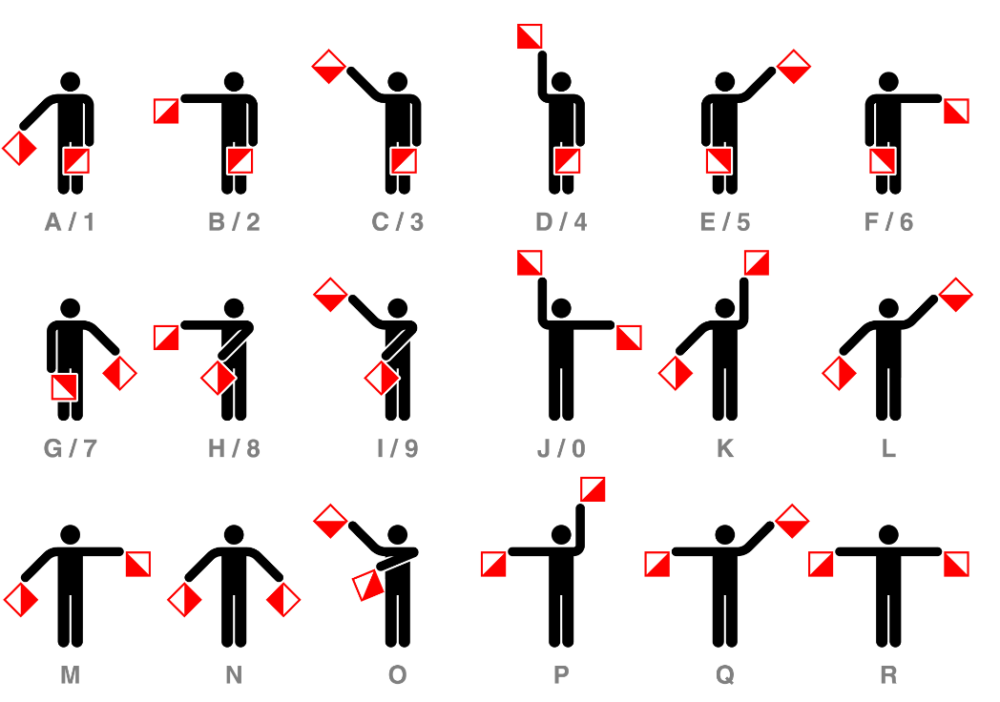 A / 1 B / 2 C / 3 D / 4 E / 5 F / 6
G / 7 H / 8 I / 9 J / 0 K L
M N O P Q R